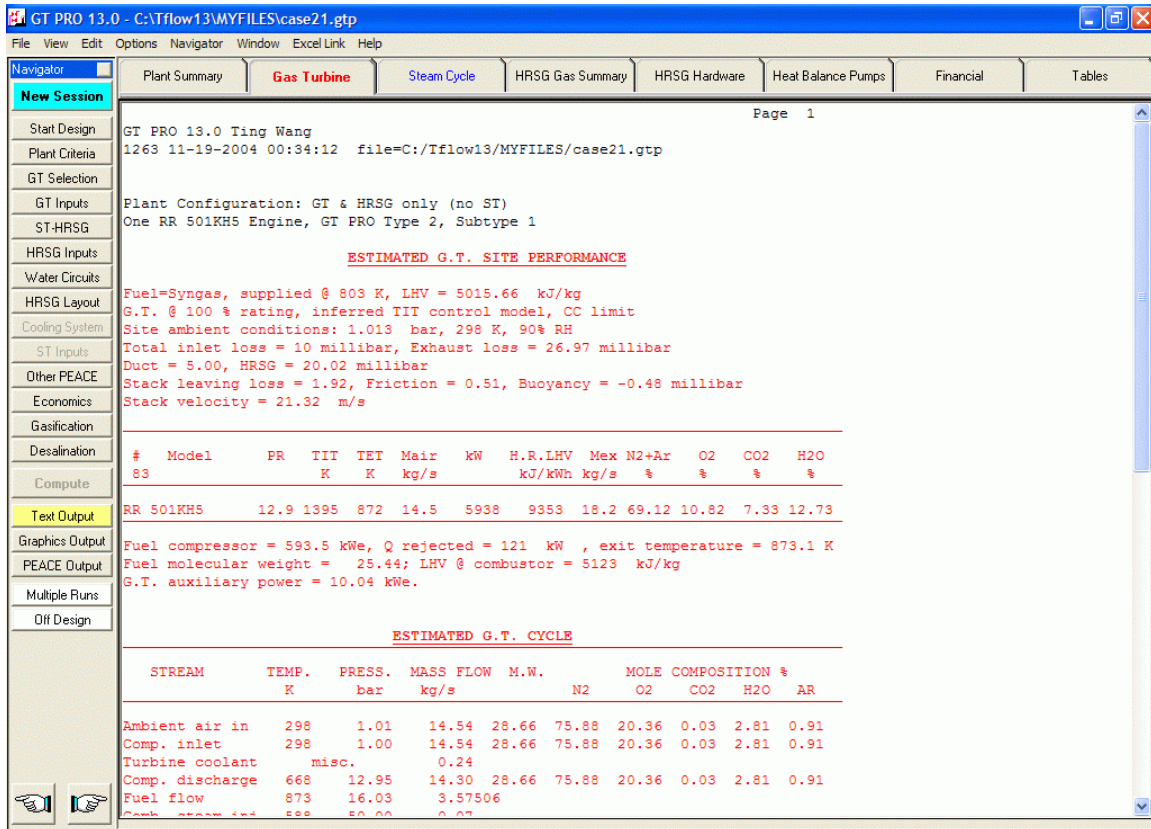 GT PRO 13.0 - C:\Tflow13\MYFILES\case21.gtp
File View Edit Options Navigator Window Excel Link Help
Navigator
New Session
Start Design
Plant Criteria
GT Selection
GT Inputs
ST-HRSG
HRSG Inputs
Water Circuits
HRSG Layout
Cooling System
ST Inputs
Other PEACE
Economics
Gasification
Desalination
Compute
Text Output
Graphics Output
PEACE Output
Multiple Runs
Off Design
Plant Summary Gas Turbine Steam Cycle HRSG Gas Summary HRSG Hardware Heat Balance Pumps Financial Tables
Page 1
GT PRO 13.0 Ting Wang
1263 11-19-2004 00:34:12 file=C:/Tflow13/MYFILES/case21.gtp
Plant Configuration: GT & HRSG only (no ST)
One RR 501KH5 Engine, GT PRO Type 2, Subtype 1
ESTIMATED G.T. SITE PERFORMANCE
Fuel=Syngas, supplied @ 803 K, LHV = 5015.66 kJ/kg
G.T. @ 100 % rating, inferred TIT control model, CC limit
Site ambient conditions: 1.013 bar, 298 K, 90% RH
Total inlet loss = 10 millibar, Exhaust loss = 26.97 millibar
Duct = 5.00, HRSG = 20.02 millibar
Stack leaving loss = 1.92, Friction = 0.51, Buoyancy = -0.48 millibar
Stack velocity = 21.32 m/s
# Model PR TIT TET Mair kW H.R.LHV Mex N2+Ar O2 CO2 H2O
83 K K kg/s kJ/kWh kg/s % % % %
RR 501KH5 12.9 1395 872 14.5 5938 9353 18.2 69.12 10.82 7.33 12.73
Fuel compressor = 593.5 kWe, Q rejected = 121 kW , exit temperature = 873.1 K
Fuel molecular weight = 25.44; LHV @ combustor = 5123 kJ/kg
G.T. auxiliary power = 10.04 kWe.
ESTIMATED G.T. CYCLE
STREAM TEMP. PRESS. MASS FLOW M.W. MOLE COMPOSITION %
K bar kg/s N2 O2 CO2 H2O AR
Ambient air in 298 1.01 14.54 28.66 75.88 20.36 0.03 2.81 0.91
Comp. inlet 298 1.00 14.54 28.66 75.88 20.36 0.03 2.81 0.91
Turbine coolant misc. 0.24
Comp. discharge 668 12.95 14.30 28.66 75.88 20.36 0.03 2.81 0.91
Fuel flow 873 16.03 3.57506